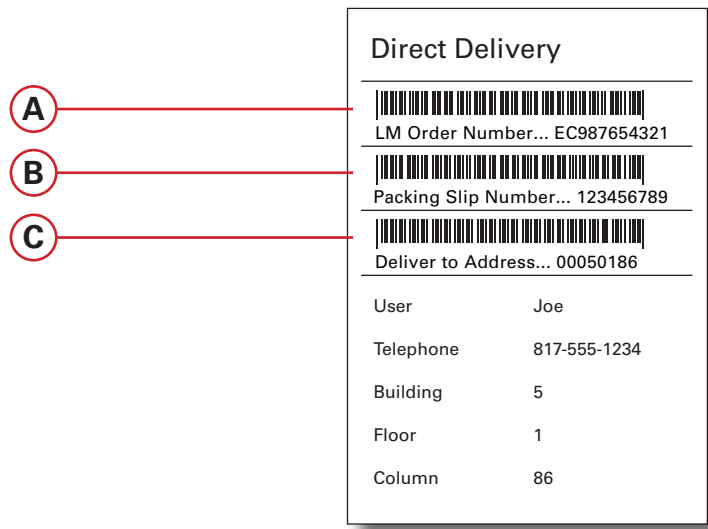 Direct Delivery
A
LM Order Number... EC987654321
B
Packing Slip Number... 123456789
C
Deliver to Address... 00050186
User Joe
Telephone 817-555-1234
Building 5
Floor 1
Column 86